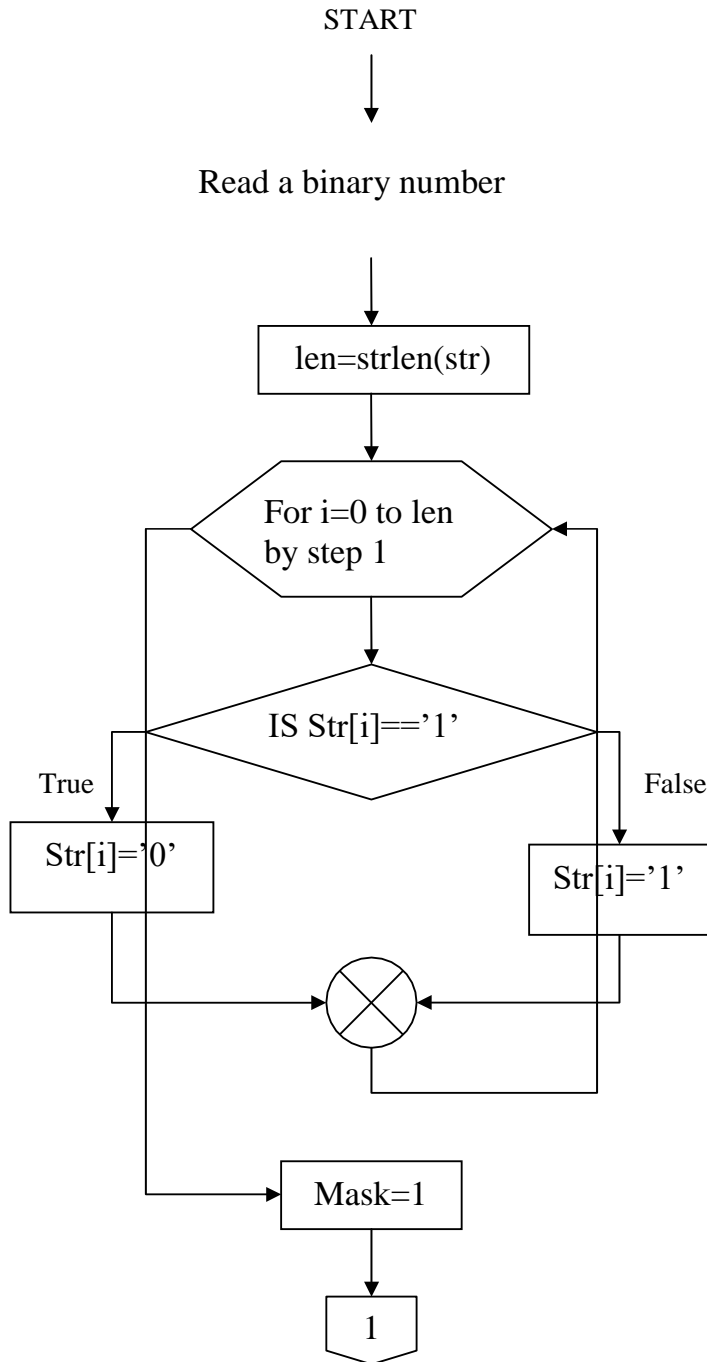 START
Read a binary number
len=strlen(str)
For i=0 to len
by step 1
IS Str[i]==’1’
True
False
Str[i]=’0’
Str[i]=’1’
Mask=1
1